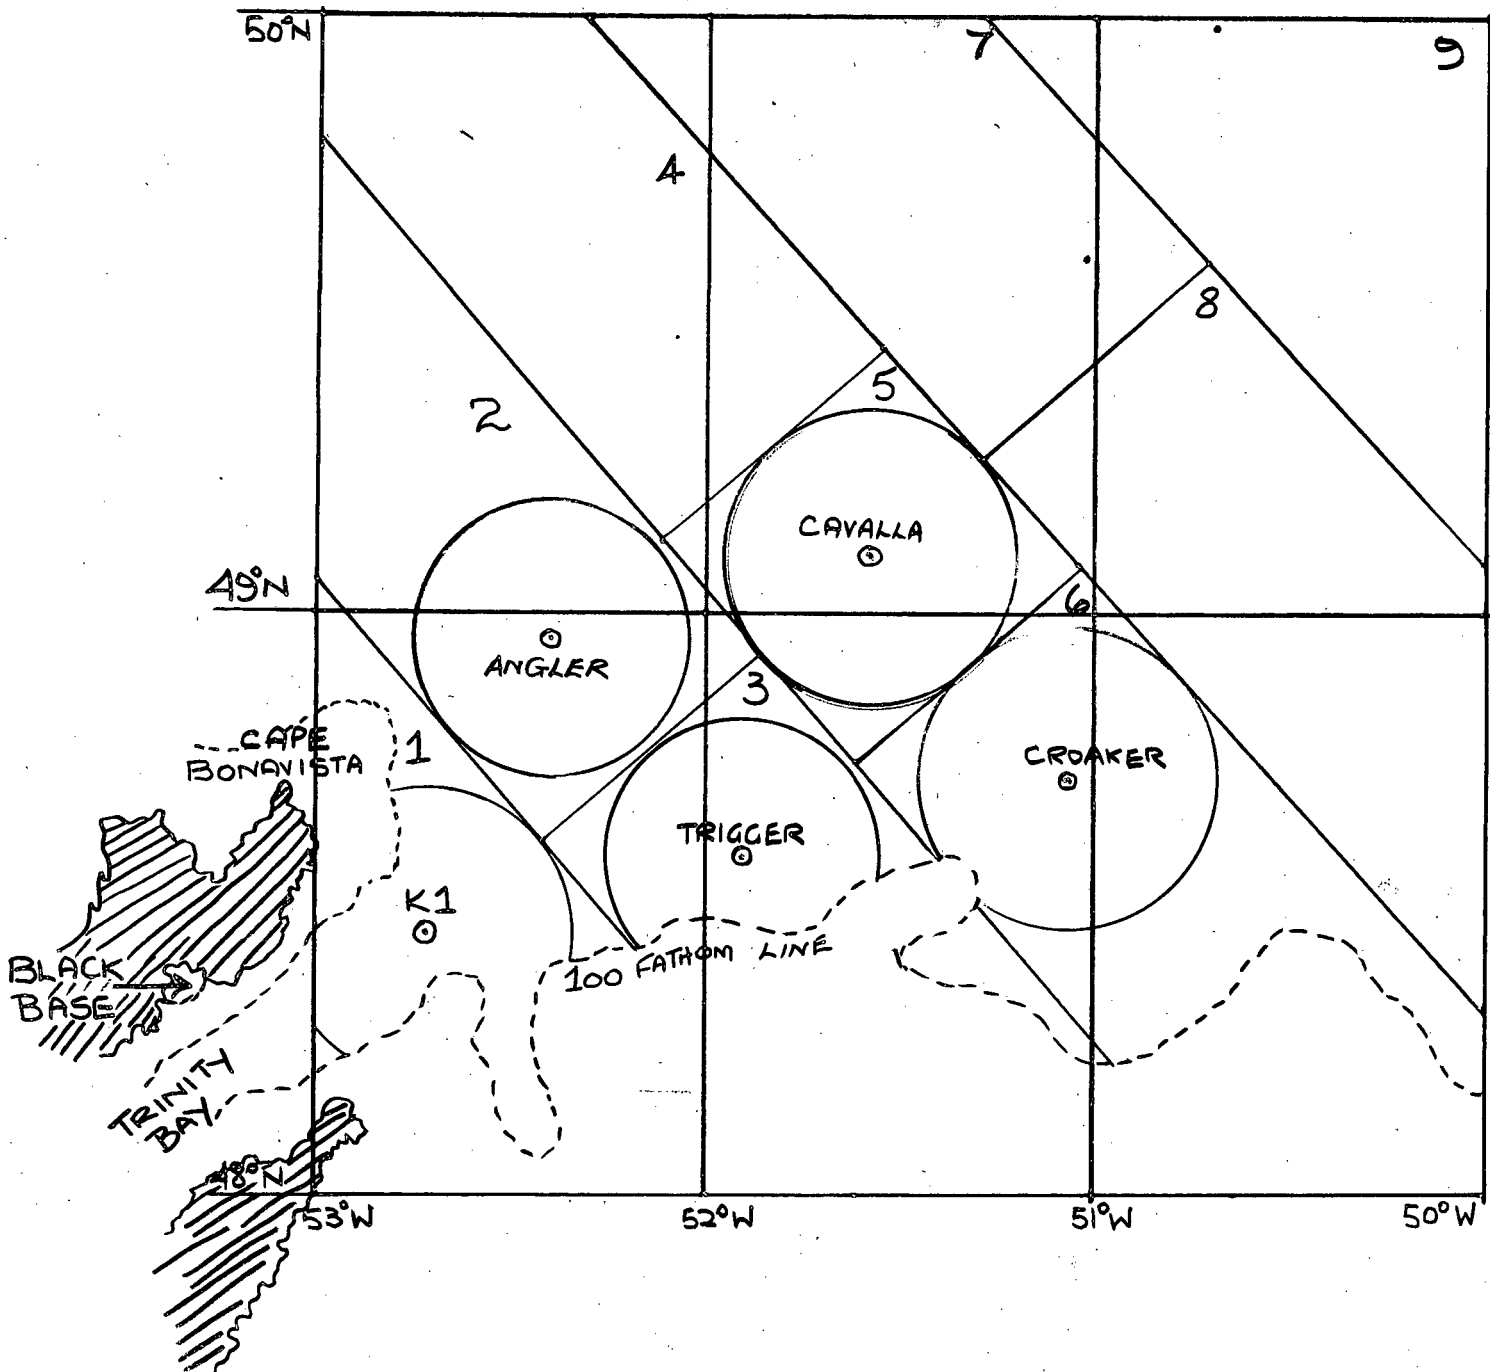 50°N
7
9
4
8
5
2
CAVALLA
49°N
6
ANGLER
3
CAPE
BONAVISTA
1
CROAKER
TRIGGER
K1
100 FATHOM LINE
BLACK
BASE
TRINITY
BAY
48°N
53°W
52°W
51°W
50°W